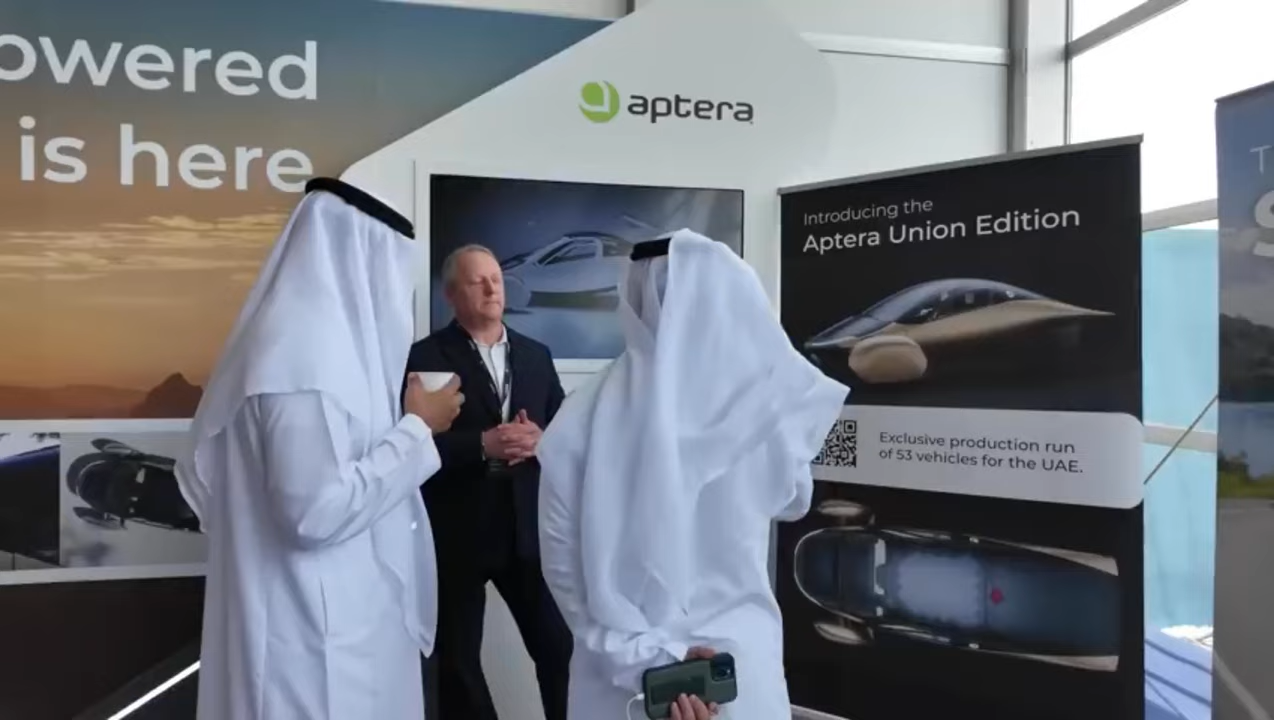 owered
is here
aptera
Introducing the
Aptera Union Edition
Exclusive production run
of 53 vehicles for the UAE.